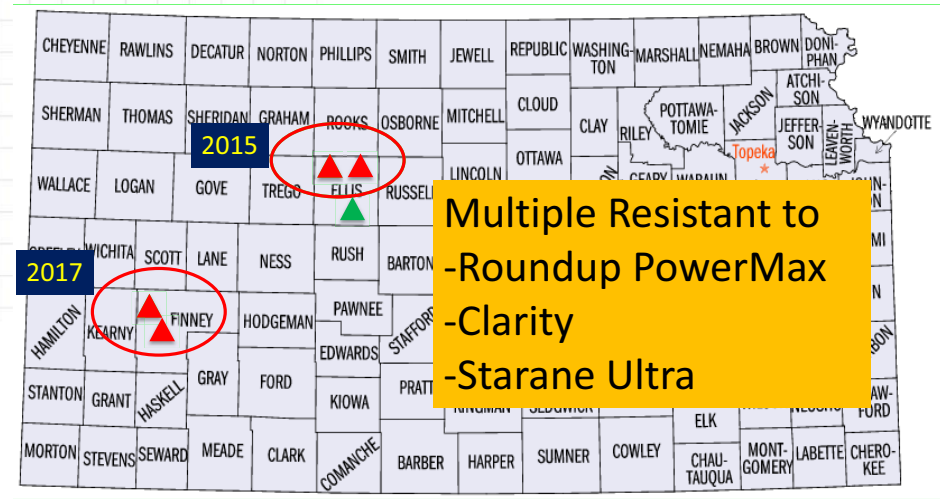 CHEYENNE RAWLINS DECATUR NORTON PHILLIPS SMITH JEWELL REPUBLIC WASHING-TON MARSHALL NEMAHA BROWN DONI-PHAN
ATCHI-SON
SHERMAN THOMAS SHERIDAN GRAHAM ROOKS OSBORNE MITCHELL CLOUD CLAY RILEY POTTAWA-TOMIE JACKSON JEFFER-SON LEAVEN-WORTH WYANDOTTE
2015
OTTAWA
Topeka
WALLACE LOGAN GOVE TREGO ELLIS RUSSELL LINCOLN
Multiple Resistant to
-Roundup PowerMax
-Clarity
-Starane Ultra
WICHITA SCOTT LANE NESS RUSH BARTON
2017
HAMILTON KEARNY FINNEY HODGEMAN PAWNEE
EDWARDS
STANTON GRANT HASKELL GRAY FORD KIOWA PRATT
ELK
MORTON STEVENS SEWARD MEADE CLARK COMANCHE BARBER HARPER SUMNER COWLEY CHAU-TAUQUA MONT-GOMERY LABETTE CHERO-KEE